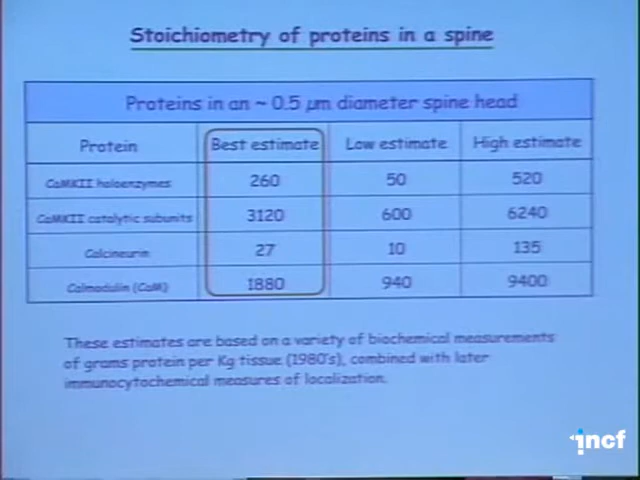 Stoichiometry of proteins in a spine
Proteins in an ~ 0.5 µm diameter spine head
Protein Best estimate Low estimate High estimate
CaMKII holoenzymes 260 50 520
CaMKII catalytic subunits 3120 600 6240
Calcineurin 27 10 135
Calmodulin (CaM) 1880 940 9400
These estimates are based on a variety of biochemical measurements
of grams protein per Kg tissue (1980's), combined with later
immunocytochemical measures of localization.
incf